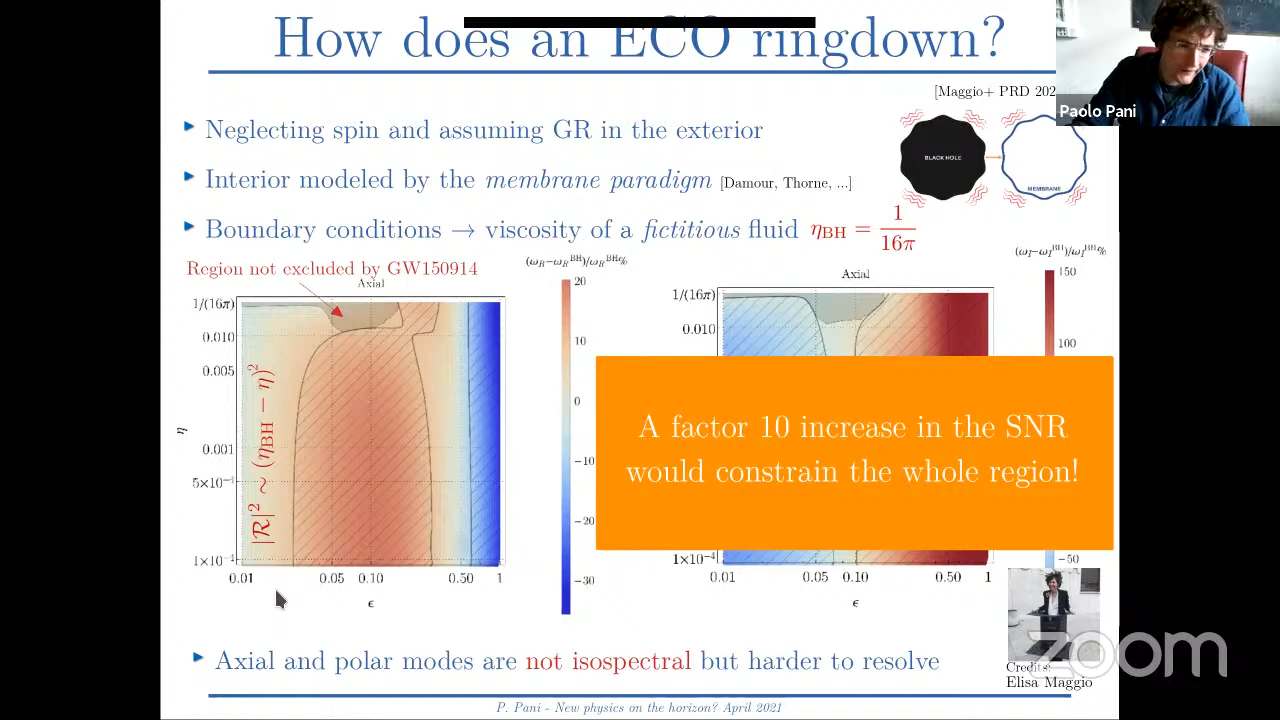 How does an ECO ringdown?
[Maggio+ PRD 202
Paolo Pani
Neglecting spin and assuming GR in the exterior
BLACK HOLE
MEMBRANE
Interior modeled by the membrane paradigm [Damour, Thorne, ...]
Boundary conditions → viscosity of a fictitious fluid η_BH = 1/16π
Region not excluded by GW150914
Axial
(ω_R−ω_R^BH)/ω_R^BH %
Axial
(ω_I−ω_I^BH)/ω_I^BH %
1/(16π)
0.010
0.005
0.001
5×10⁻⁴
1×10⁻⁴
η
|R|² ~ (η_BH − η)²
0.01 0.05 0.10 0.50 1
ϵ
20
10
0
−10
−20
−30
1/(16π)
0.010
1×10⁻⁴
0.01 0.05 0.10 0.50 1
ϵ
150
100
−50
A factor 10 increase in the SNR
would constrain the whole region!
Axial and polar modes are not isospectral but harder to resolve
Credits:
Elisa Maggio
zoom
P. Pani - New physics on the horizon? April 2021